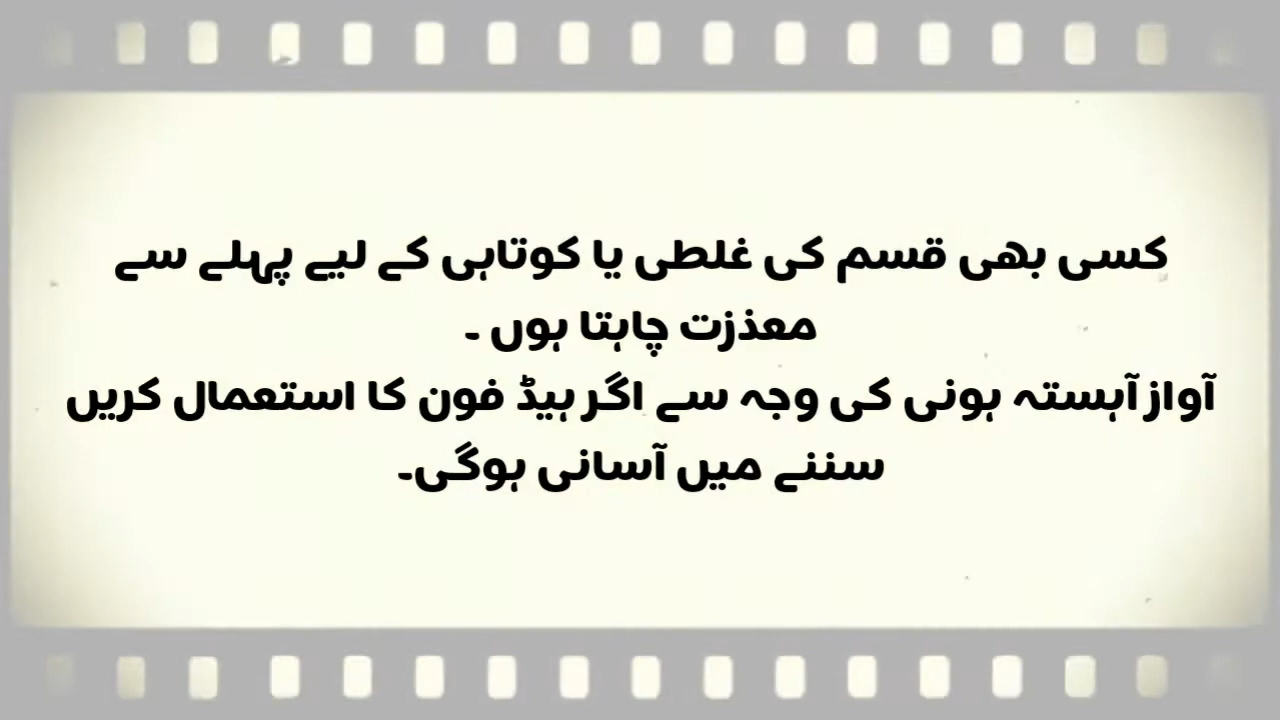 کسی بھی قسم کی غلطی یا کوتاہی کے لیے پہلے سے
معذزت چاہتا ہوں ۔
آواز آہستہ ہونی کی وجہ سے اگر ہیڈ فون کا استعمال کریں
سننے میں آسانی ہوگی۔